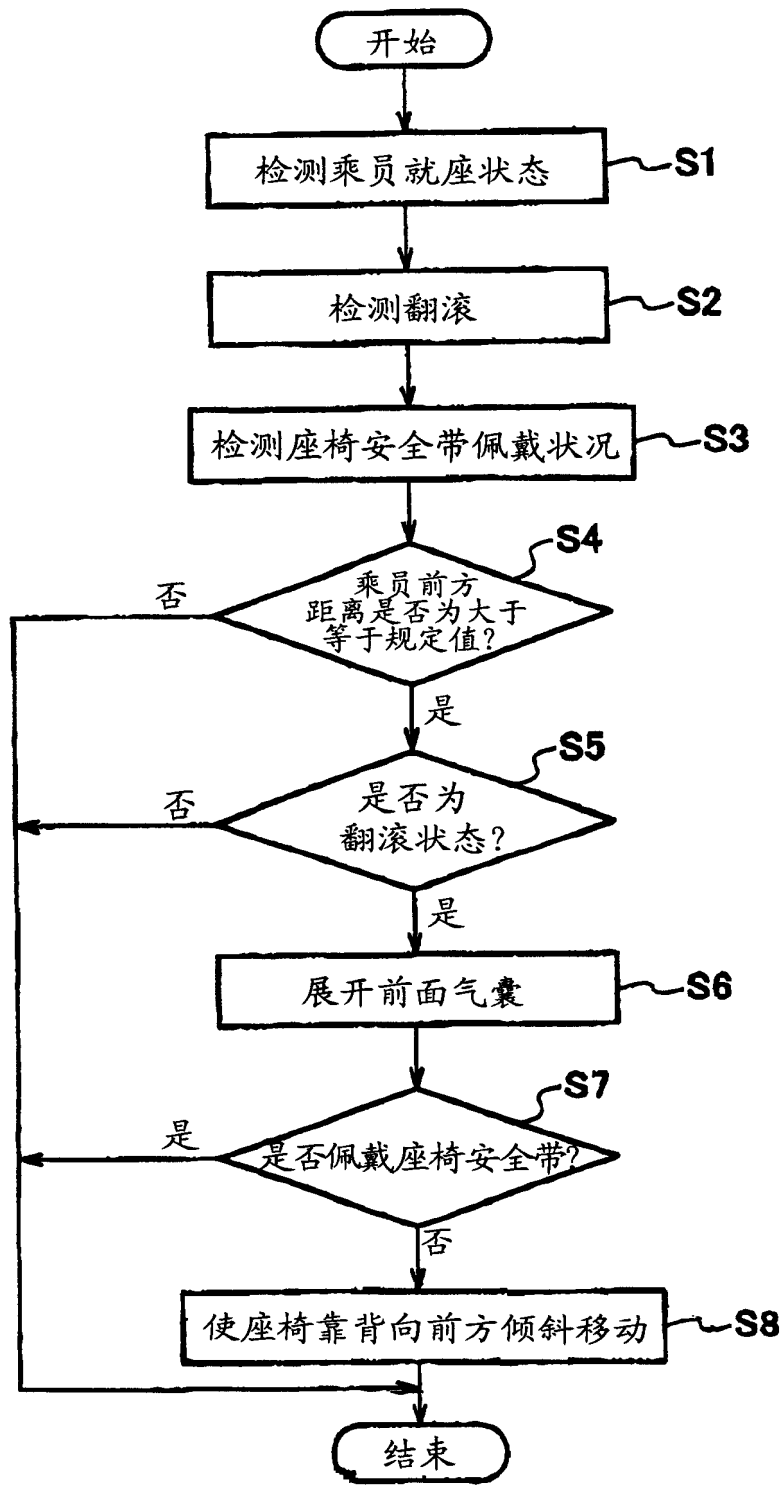 开始
检测乘员就座状态
S1
检测翻滚
S2
检测座椅安全带佩戴状况
S3
S4
乘员前方
距离是否为大于
等于规定值?
否
是
S5
是否为
翻滚状态?
否
是
展开前面气囊
S6
S7
是否佩戴座椅安全带?
是
否
使座椅靠背向前方倾斜移动
S8
结束